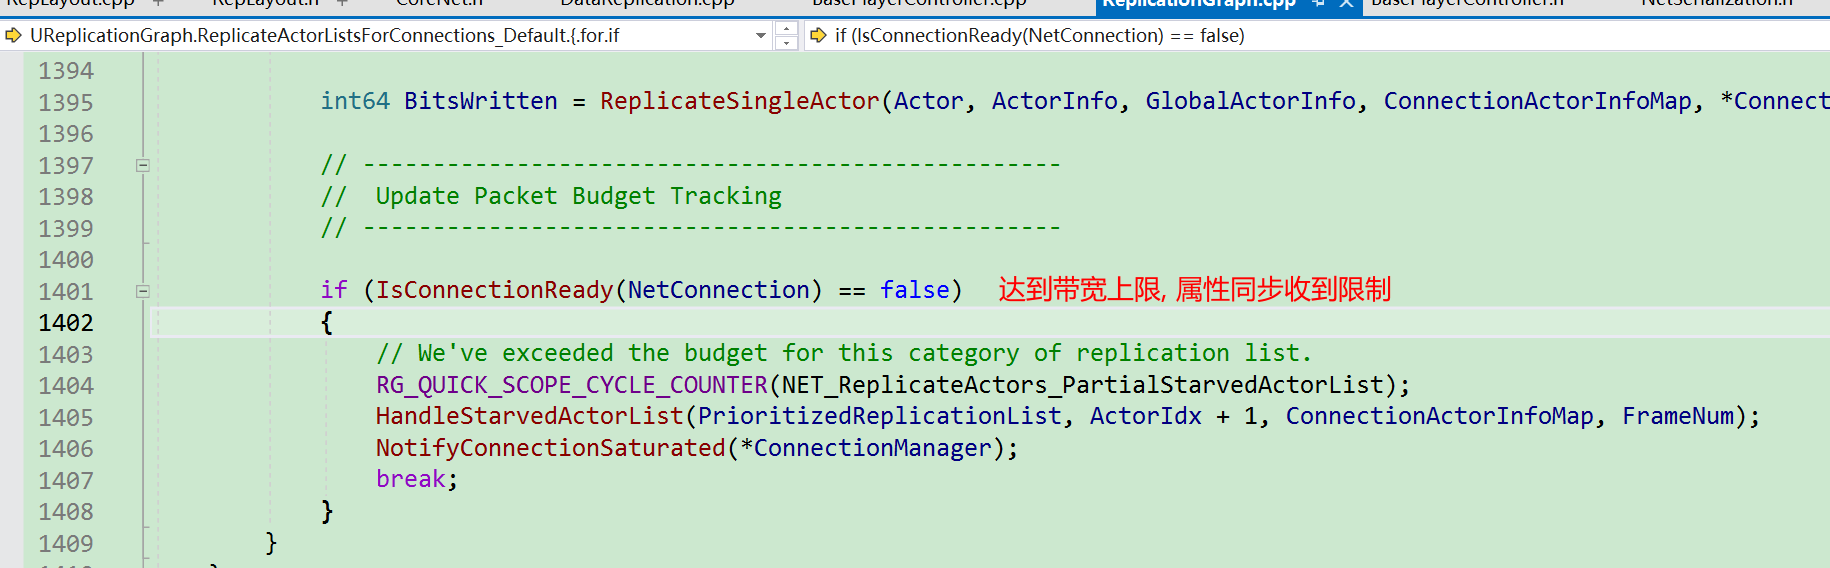 RepLayout.cpp RepLayout.h CoreNet.h DataReplication.cpp BasePlayerController.cpp ReplicationGraph.cpp BasePlayerController.h NetSerialization.h
UReplicationGraph.ReplicateActorListsForConnections_Default.{.for.if if (IsConnectionReady(NetConnection) == false)
1394
1395 int64 BitsWritten = ReplicateSingleActor(Actor, ActorInfo, GlobalActorInfo, ConnectionActorInfoMap, *Connect
1396
1397 // --------------------------------------------------
1398 // Update Packet Budget Tracking
1399 // --------------------------------------------------
1400
1401 if (IsConnectionReady(NetConnection) == false) 达到带宽上限, 属性同步收到限制
1402 {
1403 // We've exceeded the budget for this category of replication list.
1404 RG_QUICK_SCOPE_CYCLE_COUNTER(NET_ReplicateActors_PartialStarvedActorList);
1405 HandleStarvedActorList(PrioritizedReplicationList, ActorIdx + 1, ConnectionActorInfoMap, FrameNum);
1406 NotifyConnectionSaturated(*ConnectionManager);
1407 break;
1408 }
1409 }